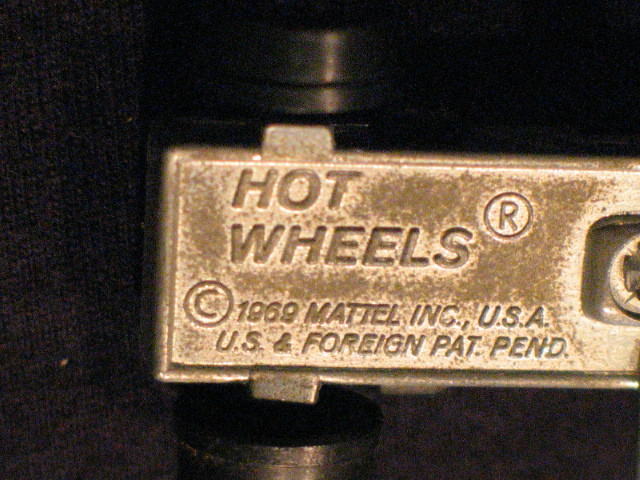 HOT
WHEELS ®
© 1969 MATTEL INC., U.S.A.
U.S. & FOREIGN PAT. PEND.